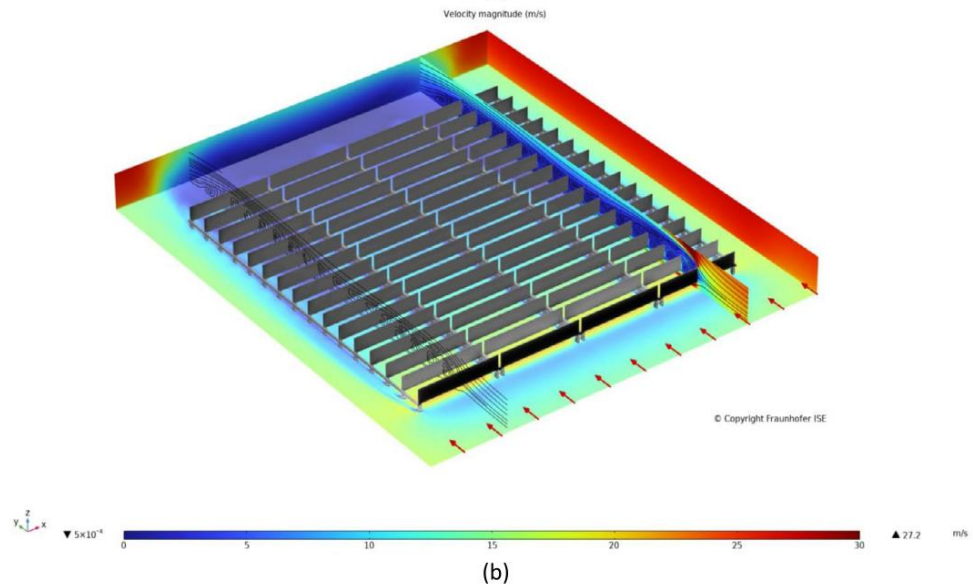 Velocity magnitude (m/s)
© Copyright Fraunhofer ISE
z
y x
▼ 5×10⁻⁴
0 5 10 15 20 25 30
▲ 27.2 m/s
(b)